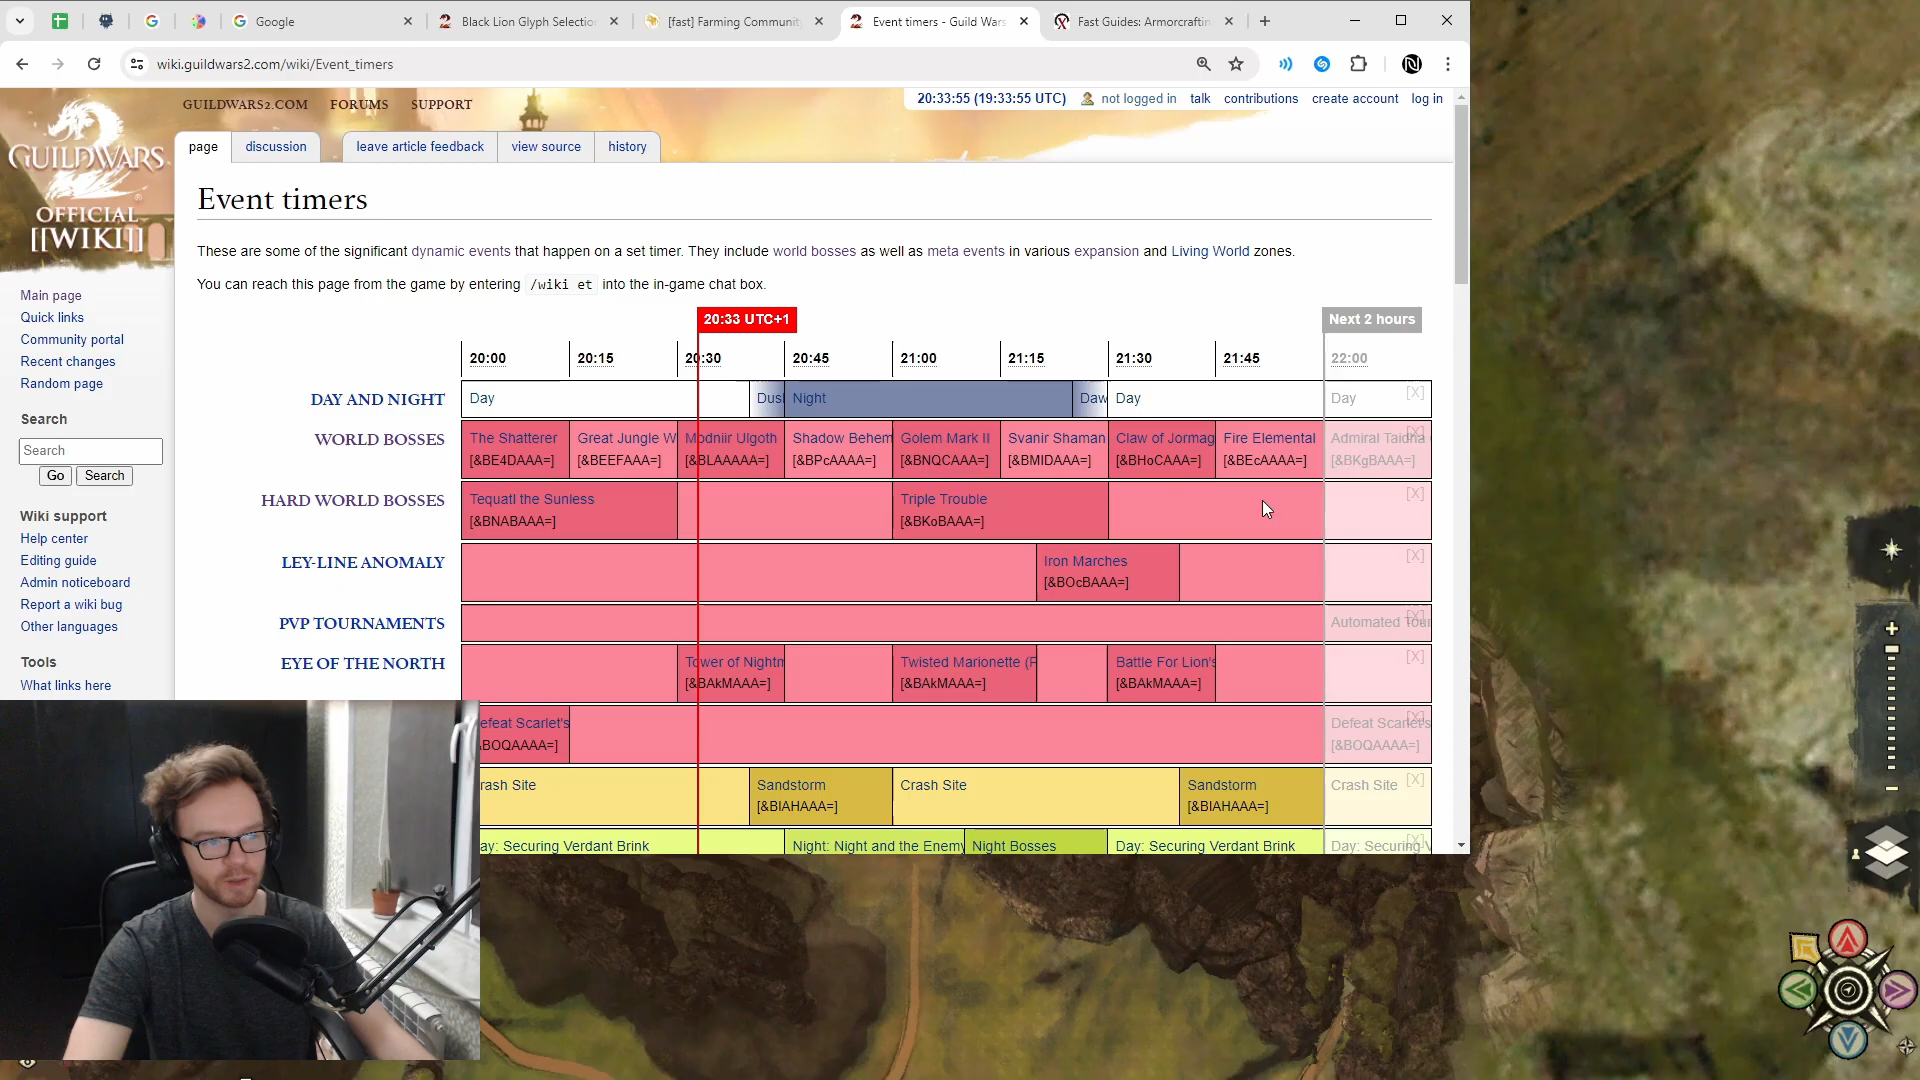 Google
Black Lion Glyph Selectio
[fast] Farming Community
Event timers - Guild Wars
Fast Guides: Armorcraftin
wiki.guildwars2.com/wiki/Event_timers
GUILDWARS2.COM FORUMS SUPPORT
20:33:55 (19:33:55 UTC) not logged in talk contributions create account log in
page discussion leave article feedback view source history
GUILDWARS
OFFICIAL
[[WIKI]]
Event timers
These are some of the significant dynamic events that happen on a set timer. They include world bosses as well as meta events in various expansion and Living World zones.
You can reach this page from the game by entering /wiki et into the in-game chat box.
Main page
Quick links
Community portal
Recent changes
Random page
Search
Search
Go Search
Wiki support
Help center
Editing guide
Admin noticeboard
Report a wiki bug
Other languages
Tools
What links here
20:33 UTC+1 Next 2 hours
20:00 20:15 20:30 20:45 21:00 21:15 21:30 21:45 22:00
DAY AND NIGHT Day Dusk Night Daw Day Day [X]
WORLD BOSSES The Shatterer Great Jungle W Modniir Ulgoth Shadow Behem Golem Mark II Svanir Shaman Claw of Jormag Fire Elemental Admiral Taidha [X]
[&BE4DAAA=] [&BEEFAAA=] [&BLAAAAA=] [&BPcAAAA=] [&BNQCAAA=] [&BMIDAAA=] [&BHoCAAA=] [&BEcAAAA=] [&BKgBAAA=]
HARD WORLD BOSSES Tequatl the Sunless Triple Trouble [X]
[&BNABAAA=] [&BKoBAAA=]
LEY-LINE ANOMALY Iron Marches [X]
[&BOcBAAA=]
PVP TOURNAMENTS Automated Tour [X]
EYE OF THE NORTH Tower of Nightm Twisted Marionette (P Battle For Lion's [X]
[&BAkMAAA=] [&BAkMAAA=] [&BAkMAAA=]
efeat Scarlet's Defeat Scarlet's [X]
BOQAAAA=] [&BOQAAAA=]
rash Site Sandstorm Crash Site Sandstorm Crash Site [X]
[&BIAHAAA=] [&BIAHAAA=]
ay: Securing Verdant Brink Night: Night and the Enemy Night Bosses Day: Securing Verdant Brink Day: Securing V [X]